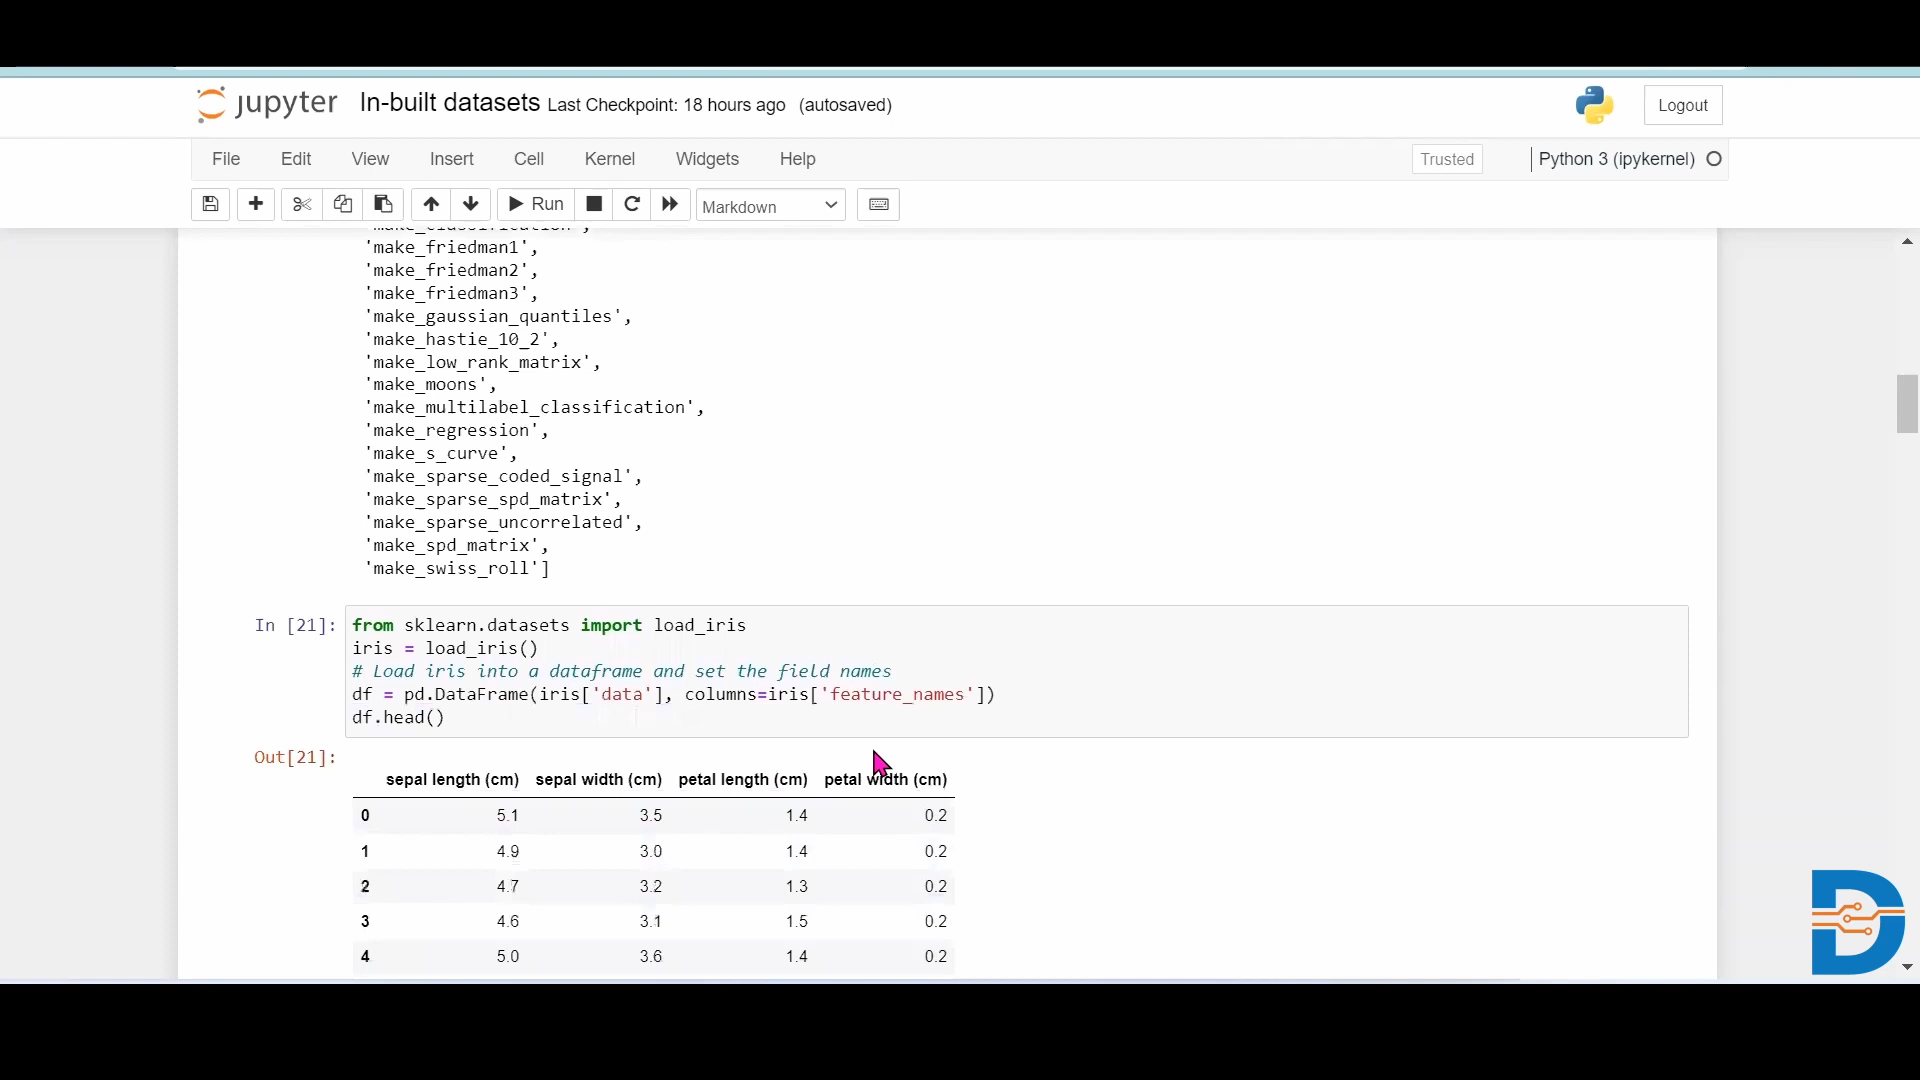 jupyter In-built datasets Last Checkpoint: 18 hours ago (autosaved) Logout
File Edit View Insert Cell Kernel Widgets Help Trusted Python 3 (ipykernel)
Run Markdown
'make_classification',
'make_friedman1',
'make_friedman2',
'make_friedman3',
'make_gaussian_quantiles',
'make_hastie_10_2',
'make_low_rank_matrix',
'make_moons',
'make_multilabel_classification',
'make_regression',
'make_s_curve',
'make_sparse_coded_signal',
'make_sparse_spd_matrix',
'make_sparse_uncorrelated',
'make_spd_matrix',
'make_swiss_roll']
In [21]: from sklearn.datasets import load_iris
iris = load_iris()
# Load iris into a dataframe and set the field names
df = pd.DataFrame(iris['data'], columns=iris['feature_names'])
df.head()
Out[21]:
sepal length (cm) sepal width (cm) petal length (cm) petal width (cm)
0 5.1 3.5 1.4 0.2
1 4.9 3.0 1.4 0.2
2 4.7 3.2 1.3 0.2
3 4.6 3.1 1.5 0.2
4 5.0 3.6 1.4 0.2